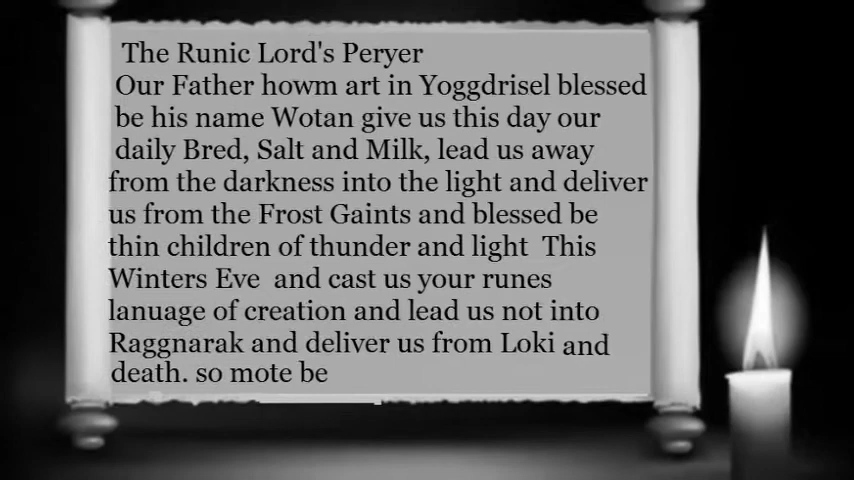 The Runic Lord's Peryer
Our Father howm art in Yoggdrisel blessed
be his name Wotan give us this day our
daily Bred, Salt and Milk, lead us away
from the darkness into the light and deliver
us from the Frost Gaints and blessed be
thin children of thunder and light This
Winters Eve and cast us your runes
lanuage of creation and lead us not into
Raggnarak and deliver us from Loki and
death. so mote be